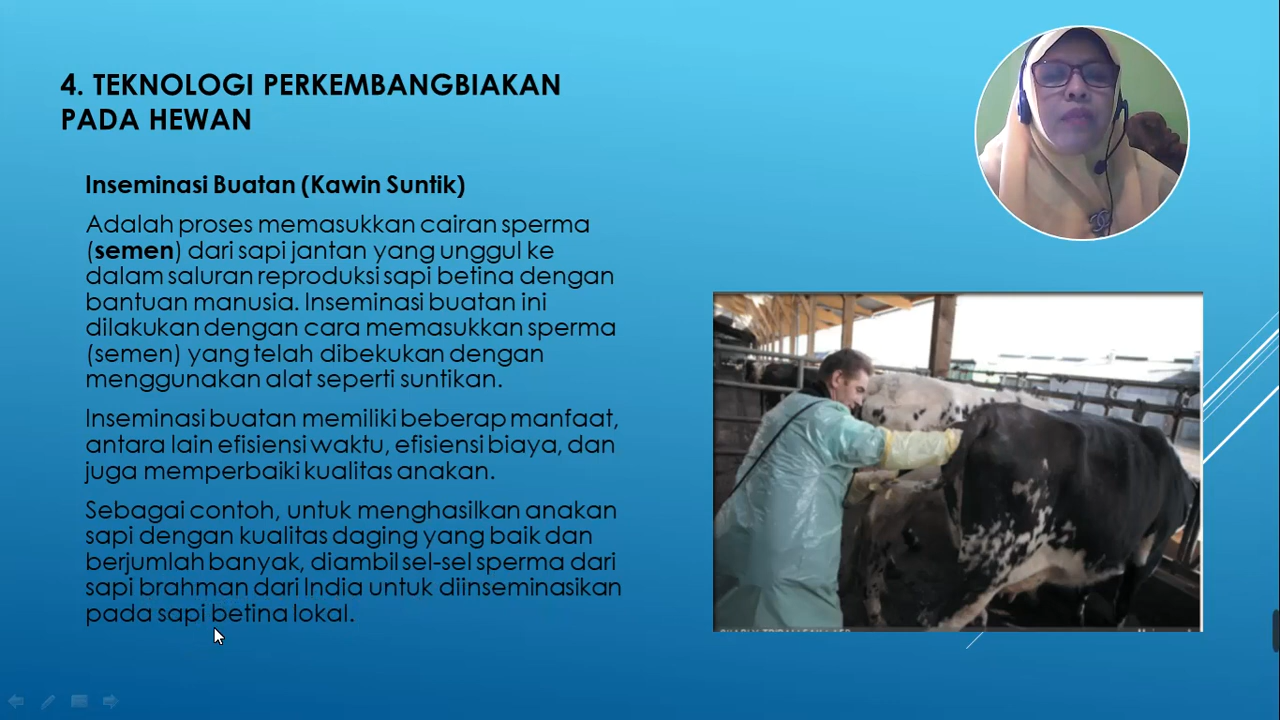 4. TEKNOLOGI PERKEMBANGBIAKAN
PADA HEWAN
Inseminasi Buatan (Kawin Suntik)
Adalah proses memasukkan cairan sperma
(semen) dari sapi jantan yang unggul ke
dalam saluran reproduksi sapi betina dengan
bantuan manusia. Inseminasi buatan ini
dilakukan dengan cara memasukkan sperma
(semen) yang telah dibekukan dengan
menggunakan alat seperti suntikan.
Inseminasi buatan memiliki beberap manfaat,
antara lain efisiensi waktu, efisiensi biaya, dan
juga memperbaiki kualitas anakan.
Sebagai contoh, untuk menghasilkan anakan
sapi dengan kualitas daging yang baik dan
berjumlah banyak, diambil sel-sel sperma dari
sapi brahman dari India untuk diinseminasikan
pada sapi betina lokal.